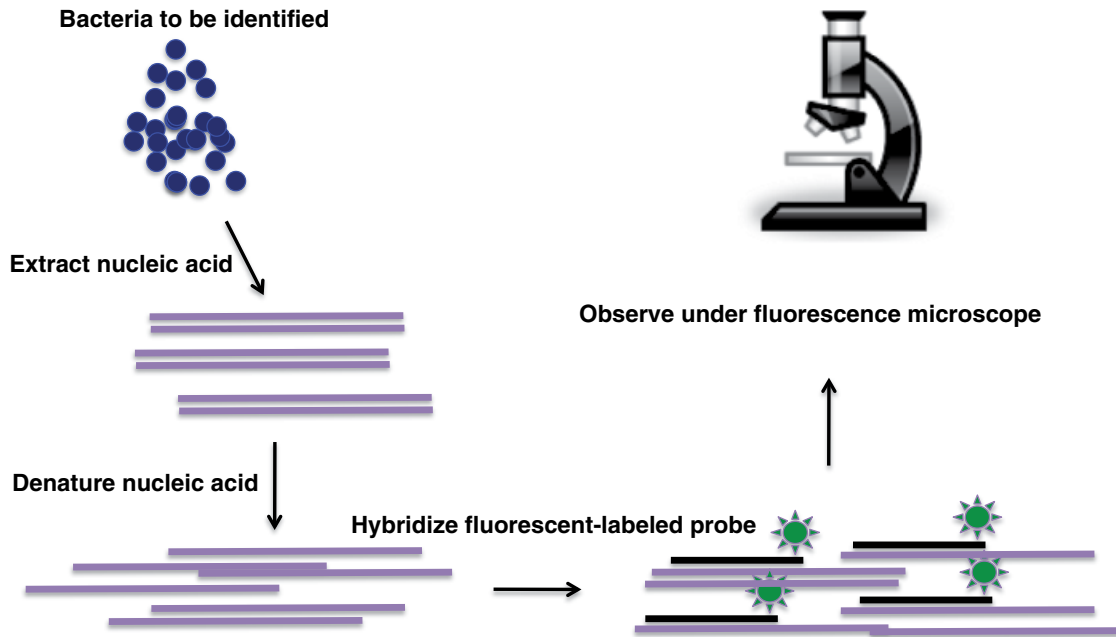 Bacteria to be identified
Extract nucleic acid
Denature nucleic acid
Hybridize fluorescent-labeled probe
Observe under fluorescence microscope